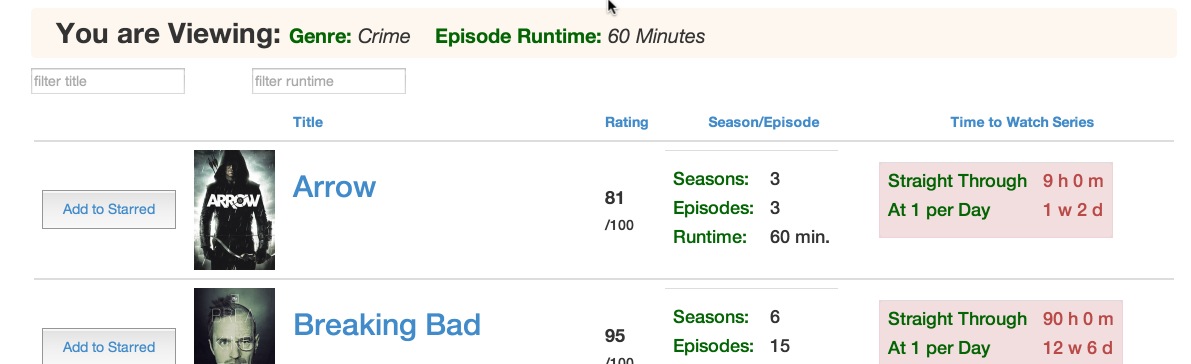 You are Viewing: Genre: Crime Episode Runtime: 60 Minutes
filter title filter runtime
Title Rating Season/Episode Time to Watch Series
Add to Starred
ARROW
Arrow
81
/100
Seasons: 3
Episodes: 3
Runtime: 60 min.
Straight Through 9 h 0 m
At 1 per Day 1 w 2 d
Add to Starred
Breaking Bad
95
/100
Seasons: 6
Episodes: 15
Straight Through 90 h 0 m
At 1 per Day 12 w 6 d